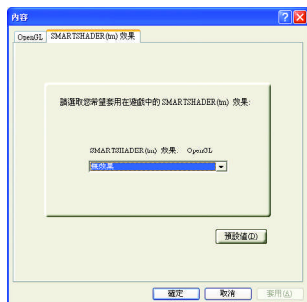 內容
OpenGL SMARTSHADER(tm) 效果
請選取您希望套用在遊戲中的 SMARTSHADER(tm) 效果:
SMARTSHADER(tm) 效果. OpenGL
無效果
預設值(D)
確定 取消 套用(A)